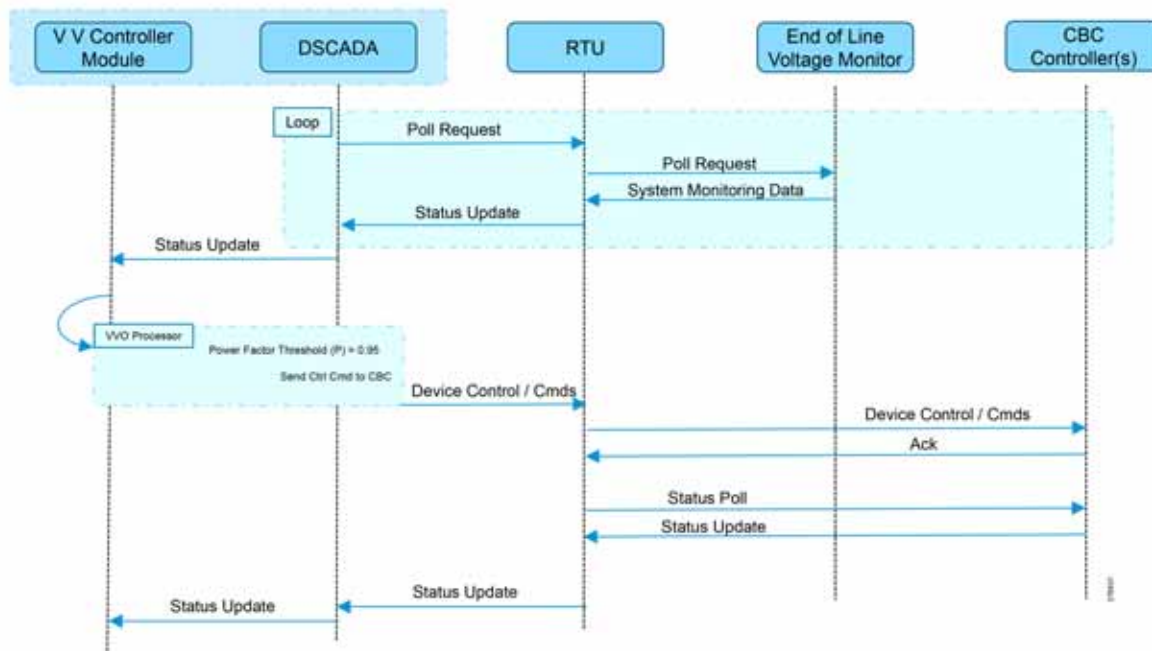 V V Controller
Module
DSCADA
RTU
End of Line
Voltage Monitor
CBC
Controller(s)
Loop
Poll Request
Poll Request
System Monitoring Data
Status Update
Status Update
VVO Processor
Power Factor Threshold (P) = 0.95
Send Ctrl Cmd to CBC
Device Control / Cmds
Device Control / Cmds
Ack
Status Poll
Status Update
Status Update
Status Update